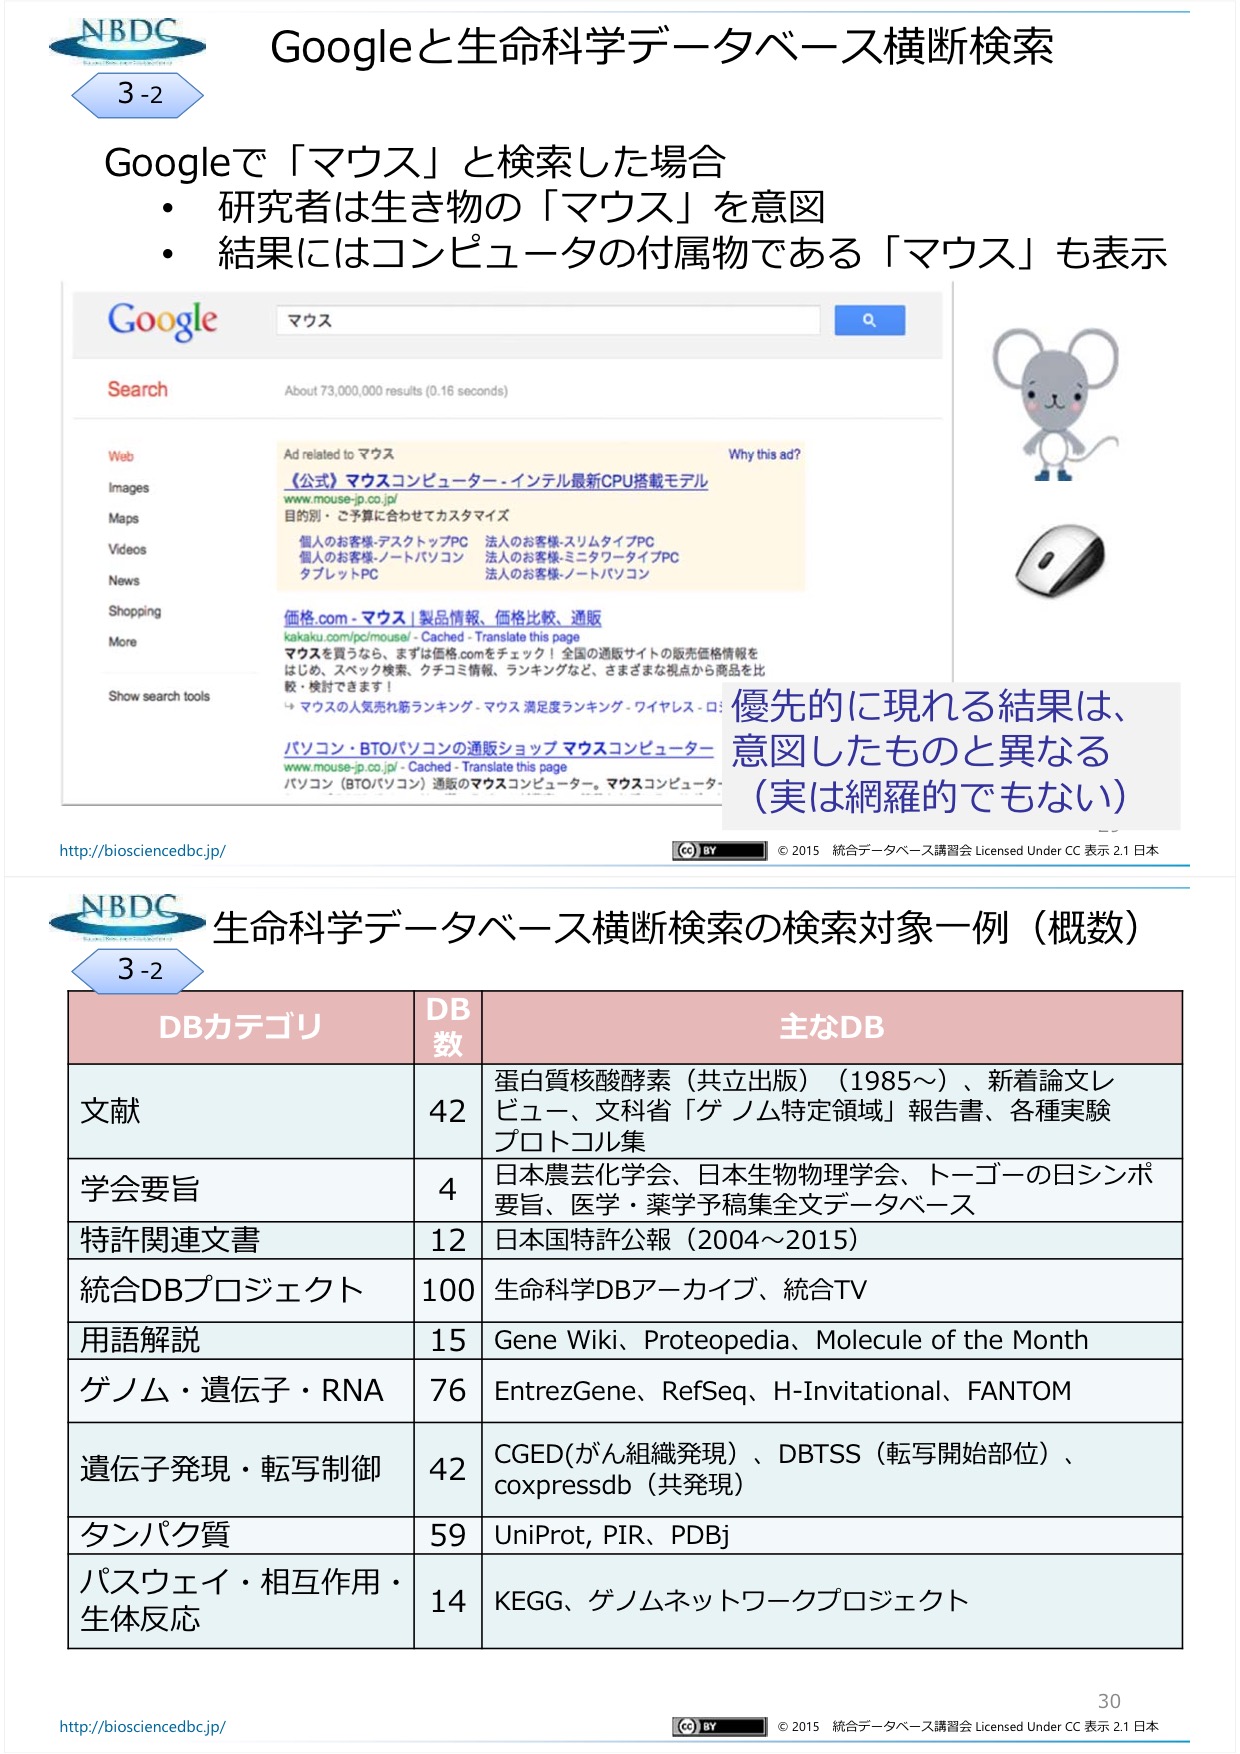 NBDC
Googleと生命科学データベース横断検索
3-2
Googleで「マウス」と検索した場合
• 研究者は生き物の「マウス」を意図
• 結果にはコンピュータの付属物である「マウス」も表示
Google
マウス
Search
About 73,000,000 results (0.16 seconds)
Web
Images
Maps
Videos
News
Shopping
More
Show search tools
Ad related to マウス
Why this ad?
《公式》マウスコンピューター - インテル最新CPU搭載モデル
www.mouse-jp.co.jp/
目的別・ご予算に合わせてカスタマイズ
個人のお客様-デスクトップPC 法人のお客様-スリムタイプPC
個人のお客様-ノートパソコン 法人のお客様-ミニタワータイプPC
タブレットPC 法人のお客様-ノートパソコン
価格.com - マウス | 製品情報、価格比較、通販
kakaku.com/pc/mouse/ - Cached - Translate this page
マウスを買うなら、まずは価格.comをチェック！ 全国の通販サイトの販売価格情報を
はじめ、スペック検索、クチコミ情報、ランキングなど、さまざまな視点から商品を比
較・検討できます！
マウスの人気売れ筋ランキング - マウス 満足度ランキング - ワイヤレス - ロ
パソコン・BTOパソコンの通販ショップ マウスコンピューター
www.mouse-jp.co.jp/ - Cached - Translate this page
パソコン（BTOパソコン）通販のマウスコンピューター。マウスコンピューター
優先的に現れる結果は、
意図したものと異なる
（実は網羅的でもない）
http://biosciencedbc.jp/
cc BY
© 2015 統合データベース講習会 Licensed Under CC 表示 2.1 日本
NBDC
生命科学データベース横断検索の検索対象一例（概数）
3-2
DBカテゴリ
DB
数
主なDB
文献
42
蛋白質核酸酵素（共立出版）（1985～）、新着論文レ
ビュー、文科省「ゲ ノム特定領域」報告書、各種実験
プロトコル集
学会要旨
4
日本農芸化学会、日本生物物理学会、トーゴーの日シンポ
要旨、医学・薬学予稿集全文データベース
特許関連文書
12
日本国特許公報（2004～2015）
統合DBプロジェクト
100
生命科学DBアーカイブ、統合TV
用語解説
15
Gene Wiki、Proteopedia、Molecule of the Month
ゲノム・遺伝子・RNA
76
EntrezGene、RefSeq、H-Invitational、FANTOM
遺伝子発現・転写制御
42
CGED(がん組織発現）、DBTSS（転写開始部位）、
coxpressdb（共発現）
タンパク質
59
UniProt, PIR、PDBj
パスウェイ・相互作用・
生体反応
14
KEGG、ゲノムネットワークプロジェクト
30
http://biosciencedbc.jp/
cc BY
© 2015 統合データベース講習会 Licensed Under CC 表示 2.1 日本